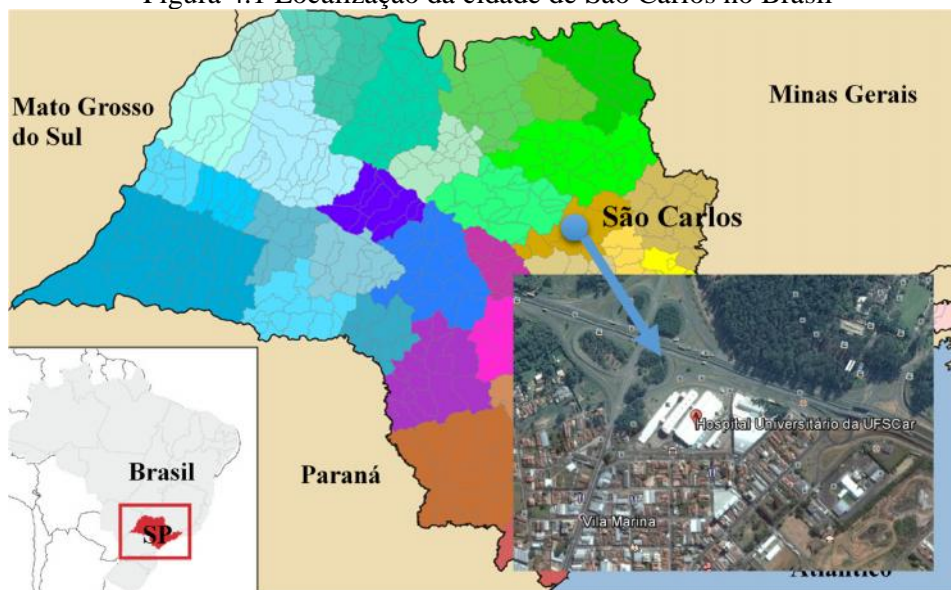 Figura 4.1 Localização da cidade de São Carlos no Brasil
Mato Grosso
do Sul
Minas Gerais
São Carlos
Hospital Universitário da UFSCar
Vila Marina
Paraná
Brasil
SP
Atlântico